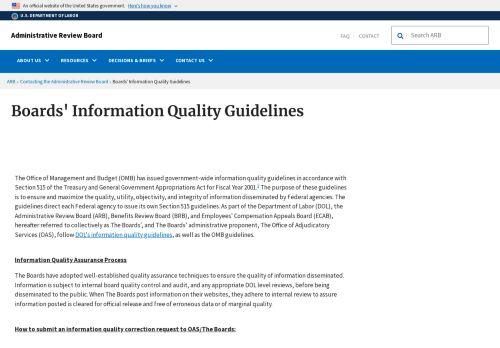 An official website of the United States government. Here's how you know
U.S. DEPARTMENT OF LABOR
Administrative Review Board
FAQ · CONTACT
Search ARB
ABOUT US RESOURCES DECISIONS & BRIEFS CONTACT US
ARB › Contacting the Administrative Review Board › Boards' Information Quality Guidelines
Boards' Information Quality Guidelines
The Office of Management and Budget (OMB) has issued government-wide information quality guidelines in accordance with
Section 515 of the Treasury and General Government Appropriations Act for Fiscal Year 2001.1 The purpose of these guidelines
is to ensure and maximize the quality, utility, objectivity, and integrity of information disseminated by Federal agencies. The
guidelines direct each Federal agency to issue its own Section 515 guidelines. As part of the Department of Labor (DOL), the
Administrative Review Board (ARB), Benefits Review Board (BRB), and Employees' Compensation Appeals Board (ECAB),
hereafter referred to collectively as The Boards', and The Boards' administrative proponent, The Office of Adjudicatory
Services (OAS), follow DOL's information quality guidelines, as well as the OMB guidelines.
Information Quality Assurance Process
The Boards have adopted well-established quality assurance techniques to ensure the quality of information disseminated.
Information is subject to internal board quality control and audit, and any appropriate DOL level reviews, before being
disseminated to the public. When The Boards post information on their websites, they adhere to internal review to assure
information posted is cleared for official release and free of erroneous data or of marginal quality.
How to submit an information quality correction request to OAS/The Boards: